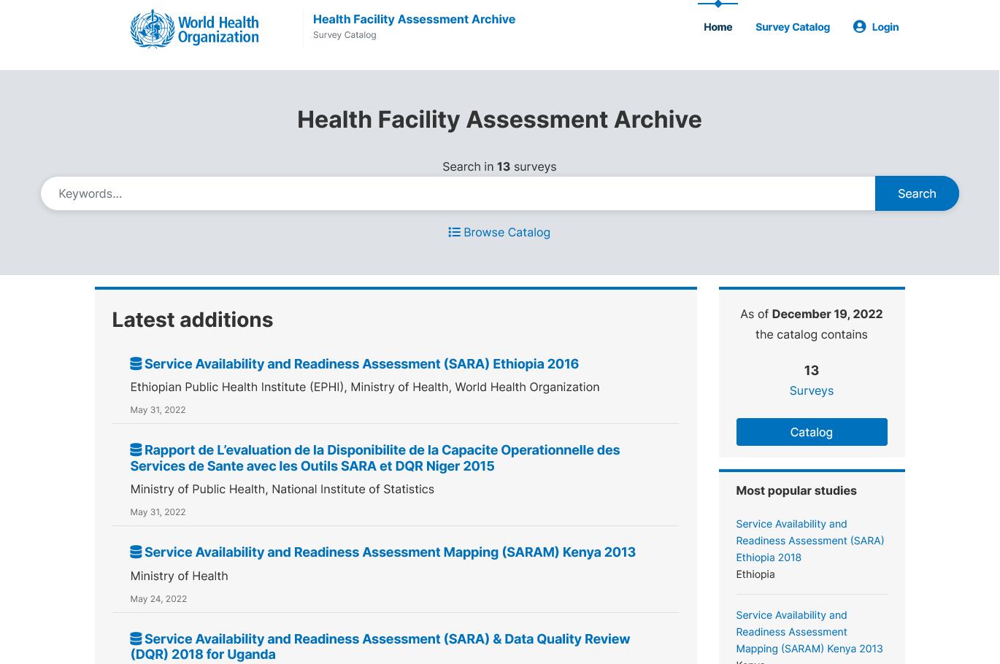 World Health
Organization
Health Facility Assessment Archive
Survey Catalog
Home
Survey Catalog
Login
Health Facility Assessment Archive
Search in 13 surveys
Keywords...
Search
Browse Catalog
Latest additions
Service Availability and Readiness Assessment (SARA) Ethiopia 2016
Ethiopian Public Health Institute (EPHI), Ministry of Health, World Health Organization
May 31, 2022
Rapport de L’evaluation de la Disponibilite de la Capacite Operationnelle des
Services de Sante avec les Outils SARA et DQR Niger 2015
Ministry of Public Health, National Institute of Statistics
May 31, 2022
Service Availability and Readiness Assessment Mapping (SARAM) Kenya 2013
Ministry of Health
May 24, 2022
Service Availability and Readiness Assessment (SARA) & Data Quality Review
(DQR) 2018 for Uganda
As of December 19, 2022
the catalog contains
13
Surveys
Catalog
Most popular studies
Service Availability and
Readiness Assessment (SARA)
Ethiopia 2018
Ethiopia
Service Availability and
Readiness Assessment
Mapping (SARAM) Kenya 2013